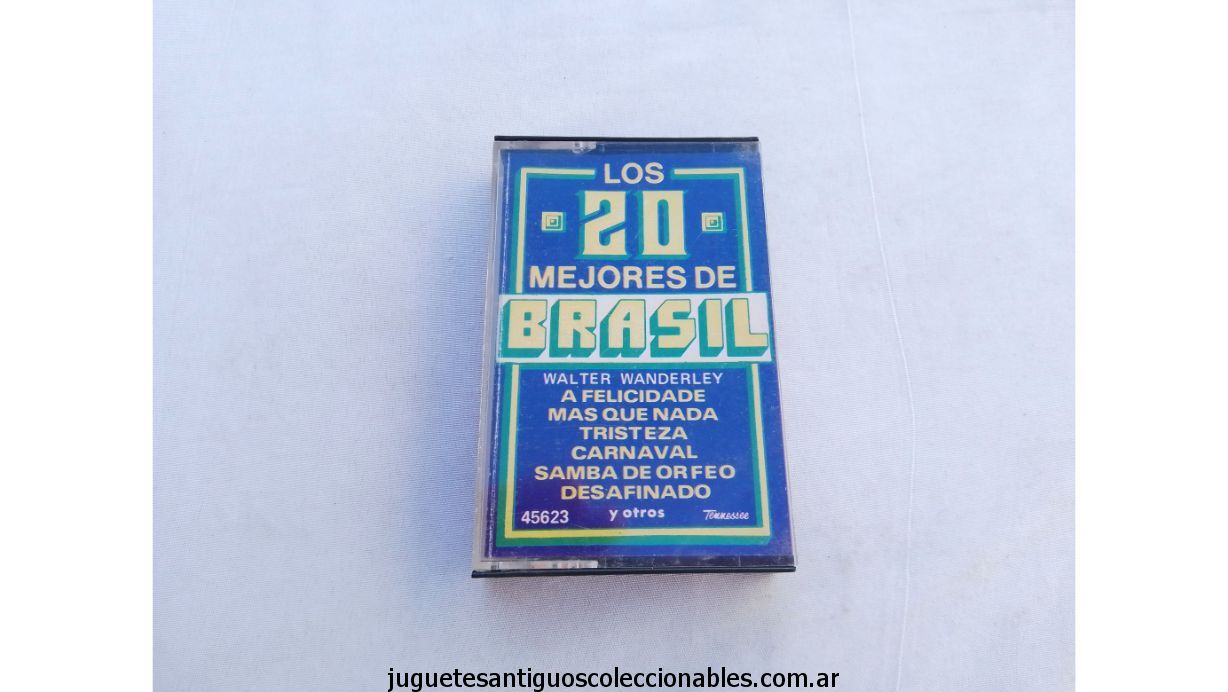 LOS
20
MEJORES DE
BRASIL
WALTER WANDERLEY
A FELICIDADE
MAS QUE NADA
TRISTEZA
CARNAVAL
SAMBA DE ORFEO
DESAFINADO
45623 y otros Tennessee
juguetesantiguoscoleccionables.com.ar